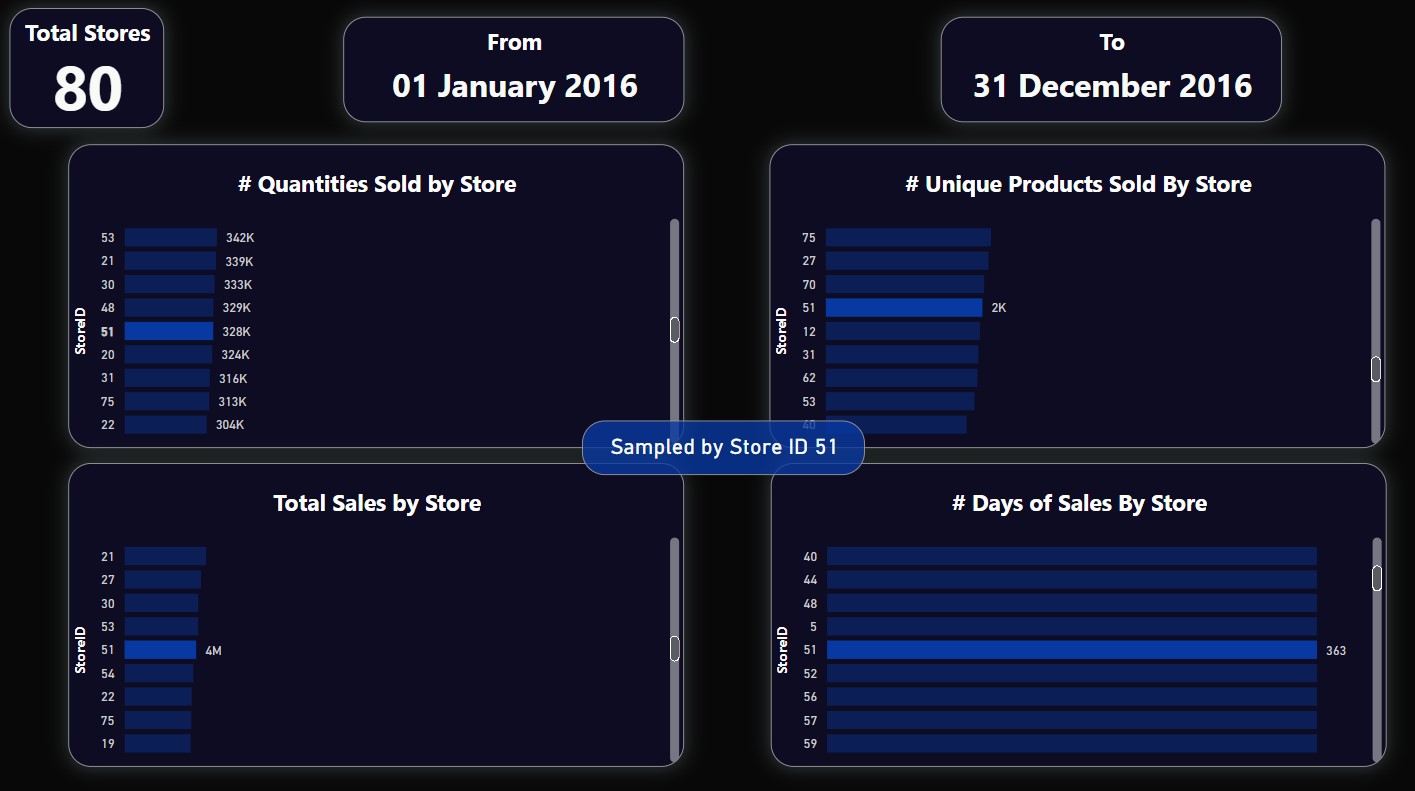 Total Stores
80
From
01 January 2016
To
31 December 2016
# Quantities Sold by Store
StoreID
53 342K
21 339K
30 333K
48 329K
51 328K
20 324K
31 316K
75 313K
22 304K
# Unique Products Sold By Store
StoreID
75
27
70
51 2K
12
31
62
53
40
Sampled by Store ID 51
Total Sales by Store
StoreID
21
27
30
53
51 4M
54
22
75
19
# Days of Sales By Store
StoreID
40
44
48
5
51 363
52
56
57
59